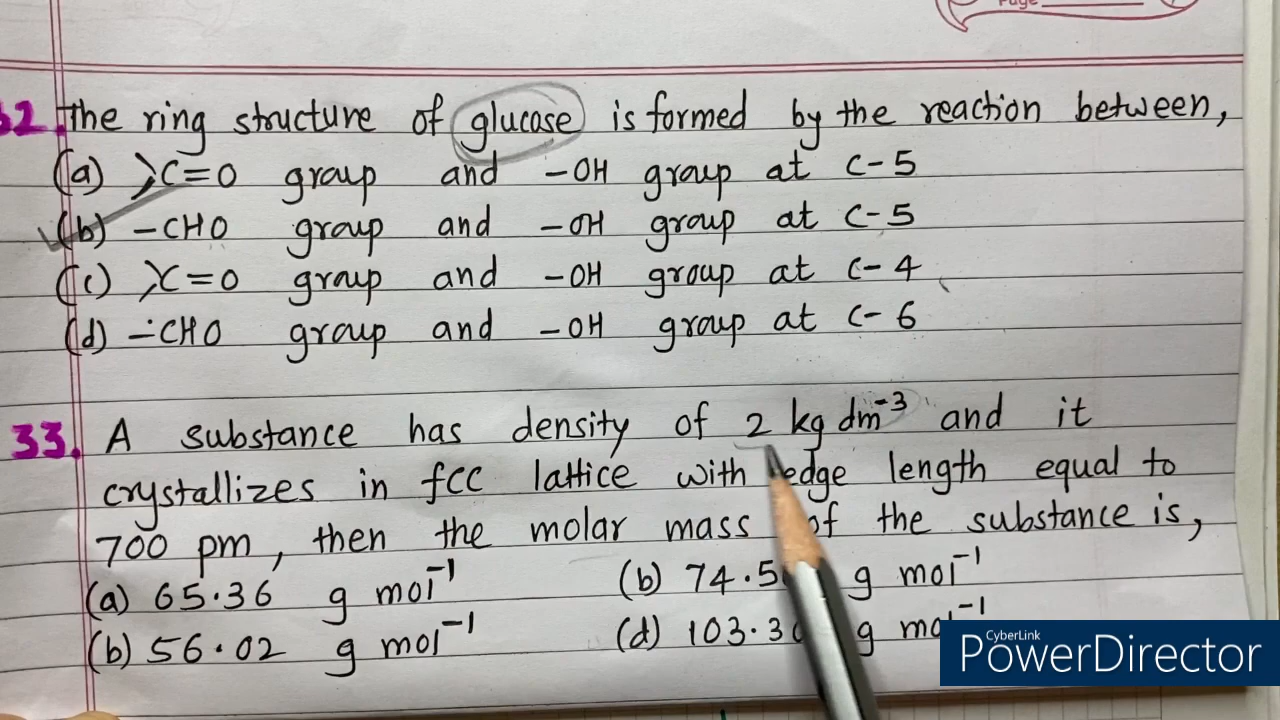 Page
32. The ring structure of glucose is formed by the reaction between,
(a) >C=O group and -OH group at C-5
(b) -CHO group and -OH group at C-5
(c) >C=O group and -OH group at C-4
(d) -CHO group and -OH group at C-6
33. A substance has density of 2 kg dm⁻³ and it
crystallizes in fcc lattice with edge length equal to
700 pm, then the molar mass of the substance is,
(a) 65.36 g mol⁻¹ (b) 74.5 g mol⁻¹
(b) 56.02 g mol⁻¹ (d) 103.3 g
CyberLink
PowerDirector